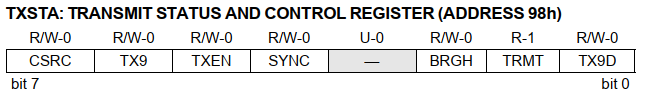 TXSTA: TRANSMIT STATUS AND CONTROL REGISTER (ADDRESS 98h)
R/W-0 R/W-0 R/W-0 R/W-0 U-0 R/W-0 R-1 R/W-0
CSRC TX9 TXEN SYNC — BRGH TRMT TX9D
bit 7 bit 0